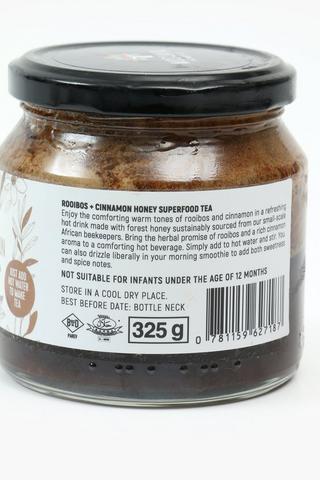 ROOIBOS + CINNAMON HONEY SUPERFOOD TEA
Enjoy the comforting warm tones of rooibos and cinnamon in a refreshing
hot drink made with forest honey sustainably sourced from our small-scale
African beekeepers. Bring the herbal promise of rooibos and a rich cinnamon
aroma to a comforting hot beverage. Simply add to hot water and stir. You
can also drizzle liberally in your morning smoothie to add both sweetness
and spice notes.
NOT SUITABLE FOR INFANTS UNDER THE AGE OF 12 MONTHS
STORE IN A COOL DRY PLACE.
BEST BEFORE DATE: BOTTLE NECK
JUST ADD
HOT WATER
TO MAKE
TEA
PAREV
325 g
0 781159 627187